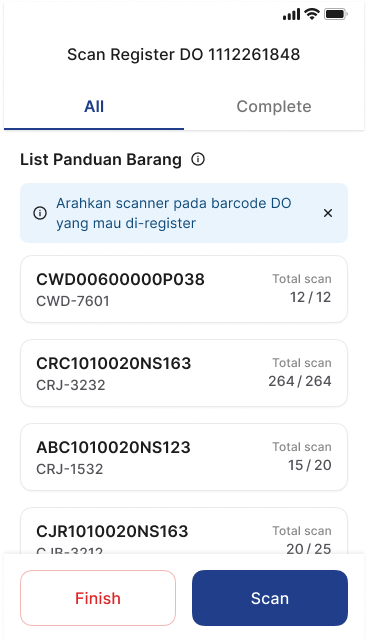 Scan Register DO 1112261848
All
Complete
List Panduan Barang
Arahkan scanner pada barcode DO
yang mau di-register
CWD00600000P038
Total scan
CWD-7601
12 / 12
CRC1010020NS163
Total scan
CRJ-3232
264 / 264
ABC1010020NS123
Total scan
CRJ-1532
15 / 20
CJR1010020NS163
Total scan
CJB-3212
20 / 25
Finish
Scan